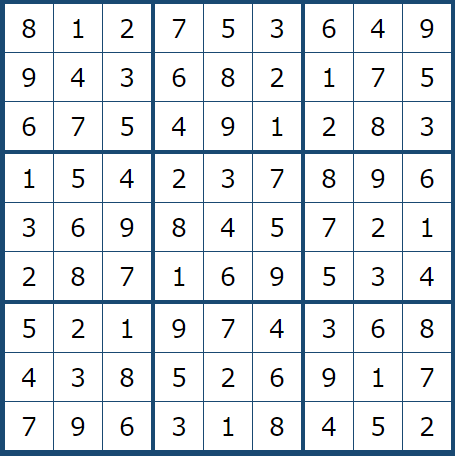 8 1 2 7 5 3 6 4 9
9 4 3 6 8 2 1 7 5
6 7 5 4 9 1 2 8 3
1 5 4 2 3 7 8 9 6
3 6 9 8 4 5 7 2 1
2 8 7 1 6 9 5 3 4
5 2 1 9 7 4 3 6 8
4 3 8 5 2 6 9 1 7
7 9 6 3 1 8 4 5 2